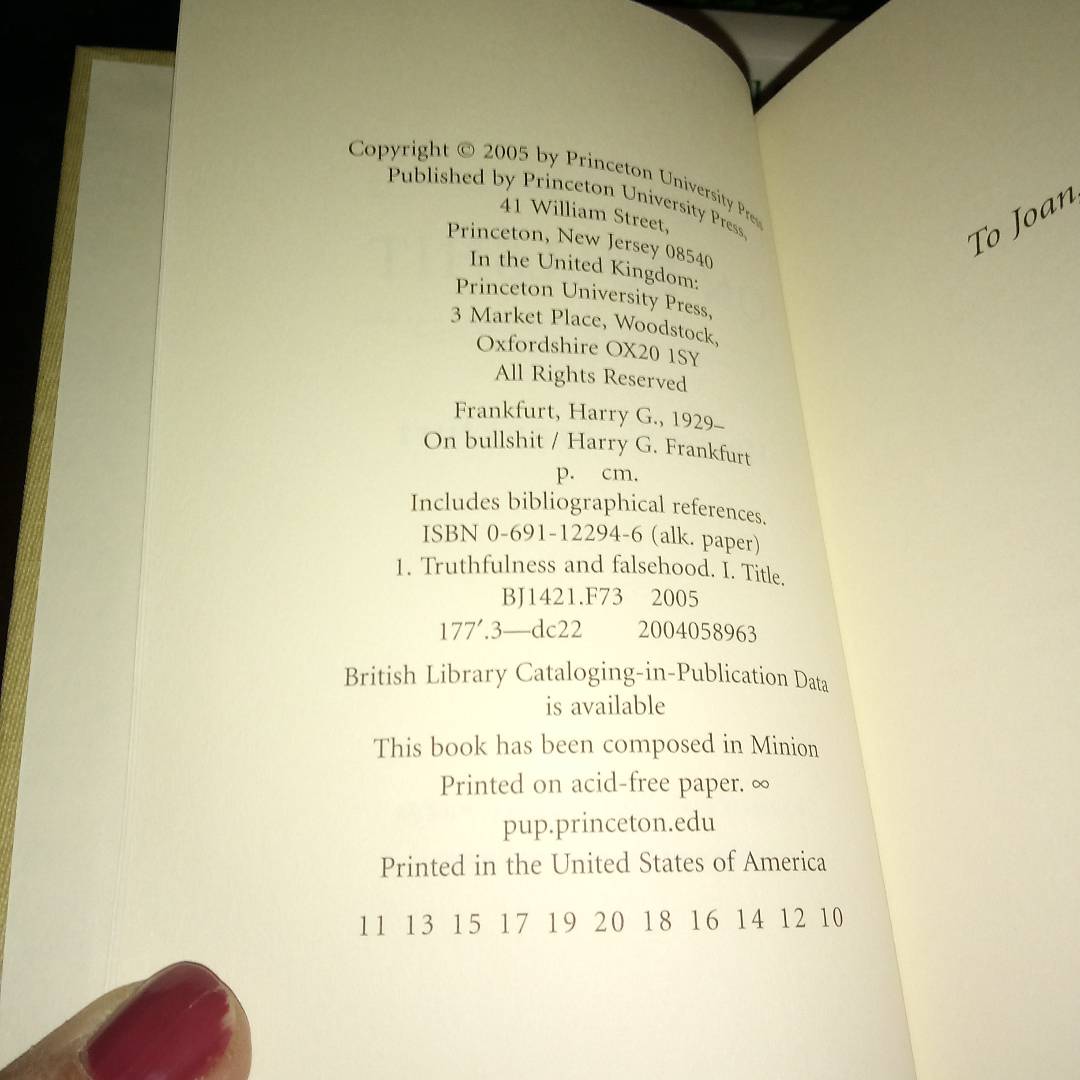 Copyright © 2005 by Princeton University Press
Published by Princeton University Press,
41 William Street,
Princeton, New Jersey 08540
In the United Kingdom:
Princeton University Press,
3 Market Place, Woodstock,
Oxfordshire OX20 1SY
All Rights Reserved
Frankfurt, Harry G., 1929–
On bullshit / Harry G. Frankfurt
p. cm.
Includes bibliographical references.
ISBN 0-691-12294-6 (alk. paper)
1. Truthfulness and falsehood. I. Title.
BJ1421.F73 2005
177′.3—dc22 2004058963
British Library Cataloging-in-Publication Data
is available
This book has been composed in Minion
Printed on acid-free paper. ∞
pup.princeton.edu
Printed in the United States of America
11 13 15 17 19 20 18 16 14 12 10
To Joan,